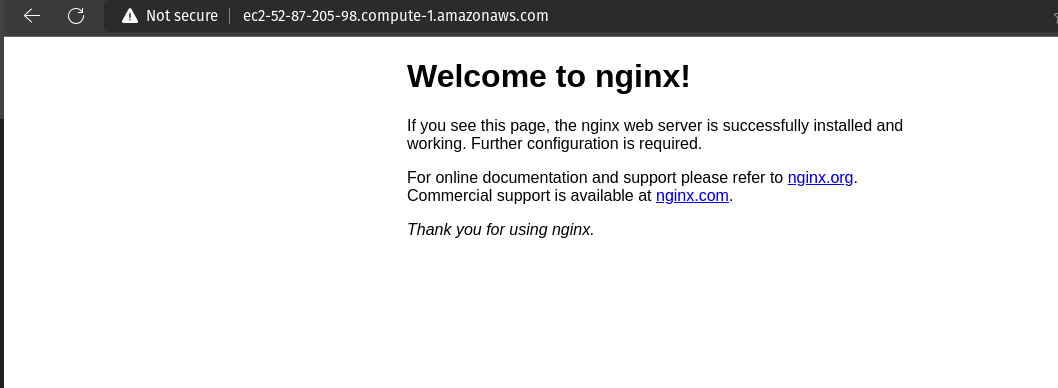 Not secure ec2-52-87-205-98.compute-1.amazonaws.com
Welcome to nginx!
If you see this page, the nginx web server is successfully installed and
working. Further configuration is required.
For online documentation and support please refer to nginx.org.
Commercial support is available at nginx.com.
Thank you for using nginx.